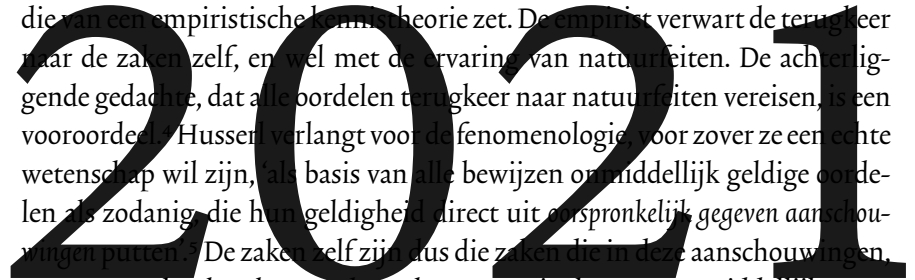 die van een empiristische kennistheorie zet. De empirist verwart de terugkeer
naar de zaken zelf, en wel met de ervaring van natuurfeiten. De achterlig-
gende gedachte, dat alle oordelen terugkeer naar natuurfeiten vereisen, is een
vooroordeel.⁴ Husserl verlangt voor de fenomenologie, voor zover ze een echte
wetenschap wil zijn, ‘als basis van alle bewijzen onmiddellijk geldige oorde-
len als zodanig, die hun geldigheid direct uit oorspronkelijk gegeven aanschou-
wingen putten’.⁵ De zaken zelf zijn dus die zaken die in deze aanschouwingen,
2021